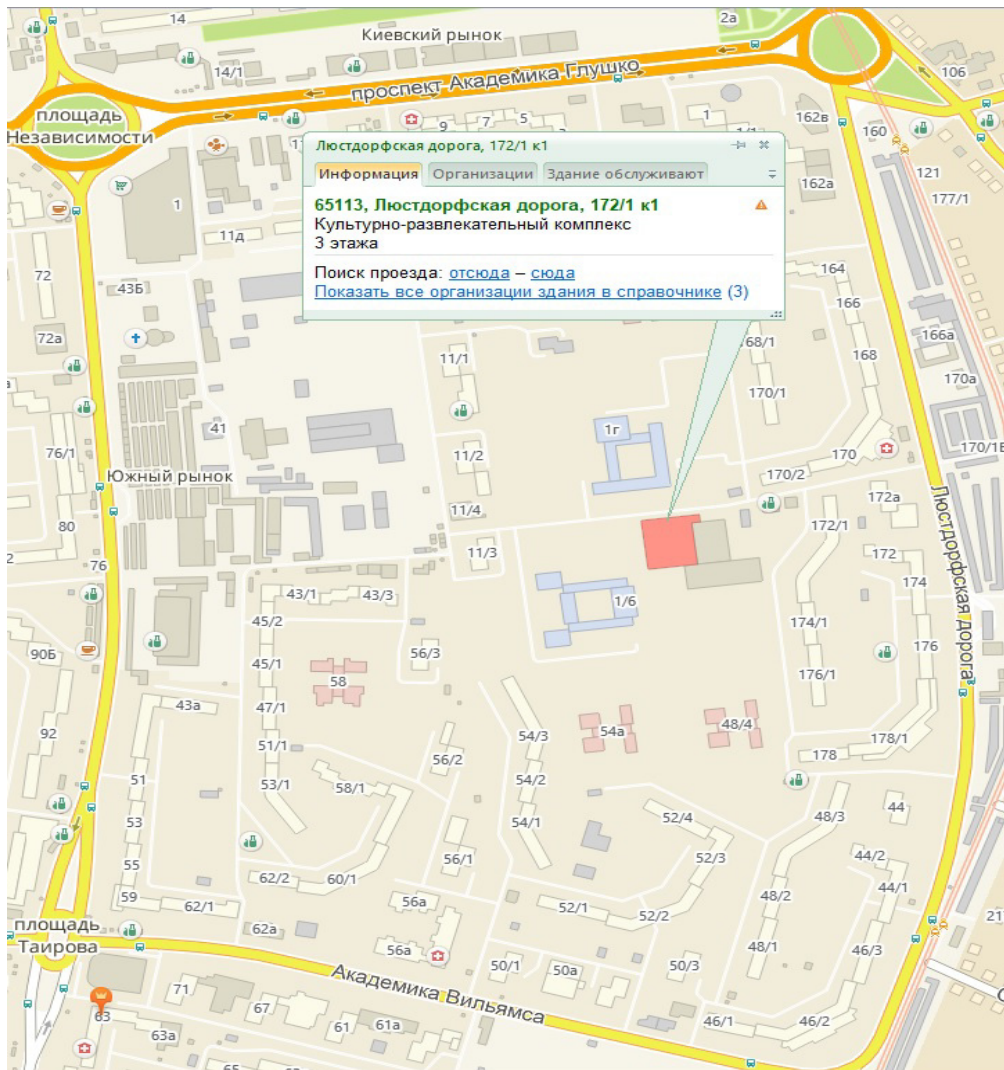 14
2а
Киевский рынок
14/1
проспект Академика Глушко
106
площадь
Независимости
9
7
5
1
162в
160
121
177/1
162а
1
11д
Люстдорфская дорога, 172/1 к1
Информация
Организации
Здание обслуживают
65113, Люстдорфская дорога, 172/1 к1
Культурно-развлекательный комплекс
3 этажа
Поиск проезда: отсюда – сюда
Показать все организации здания в справочнике (3)
72
43Б
72а
164
166
166а
168
68/1
170а
170/1
11/1
1г
41
11/2
76/1
Южный рынок
170
170/2
170/1Б
172а
80
11/4
172/1
Люстдорфская дорога
76
11/3
172
174
43/1
43/3
1/6
45/2
174/1
176
90Б
56/3
45/1
58
176/1
43а
47/1
92
54/3
54а
48/4
178/1
178
51/1
56/2
51
53/1
58/1
54/2
53
54/1
52/4
48/3
44
55
56/1
52/3
44/2
59
62/2
60/1
48/2
44/1
62/1
56а
52/1
52/2
площадь
Таирова
62а
56а
48/1
46/3
21
50/1
50а
50/3
Академика Вильямса
71
67
63
63а
61
61а
46/1
46/2
65